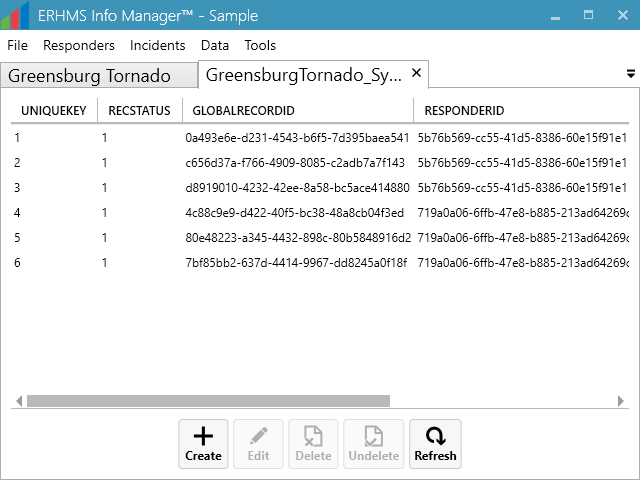 ERHMS Info Manager™ - Sample
File Responders Incidents Data Tools
Greensburg Tornado GreensburgTornado_Sy...
UNIQUEKEY RECSTATUS GLOBALRECORDID RESPONDERID
1 1 0a493e6e-d231-4543-b6f5-7d395baea541 5b76b569-cc55-41d5-8386-60e15f91e1
2 1 c656d37a-f766-4909-8085-c2adb7a7f143 5b76b569-cc55-41d5-8386-60e15f91e1
3 1 d8919010-4232-42ee-8a58-bc5ace414880 5b76b569-cc55-41d5-8386-60e15f91e1
4 1 4c88c9e9-d422-40f5-bc38-48a8cb04f3ed 719a0a06-6ffb-47e8-b885-213ad64269c
5 1 80e48223-a345-4432-898c-80b5848916d2 719a0a06-6ffb-47e8-b885-213ad64269c
6 1 7bf85bb2-637d-4414-9967-dd8245a0f18f 719a0a06-6ffb-47e8-b885-213ad64269c
Create Edit Delete Undelete Refresh